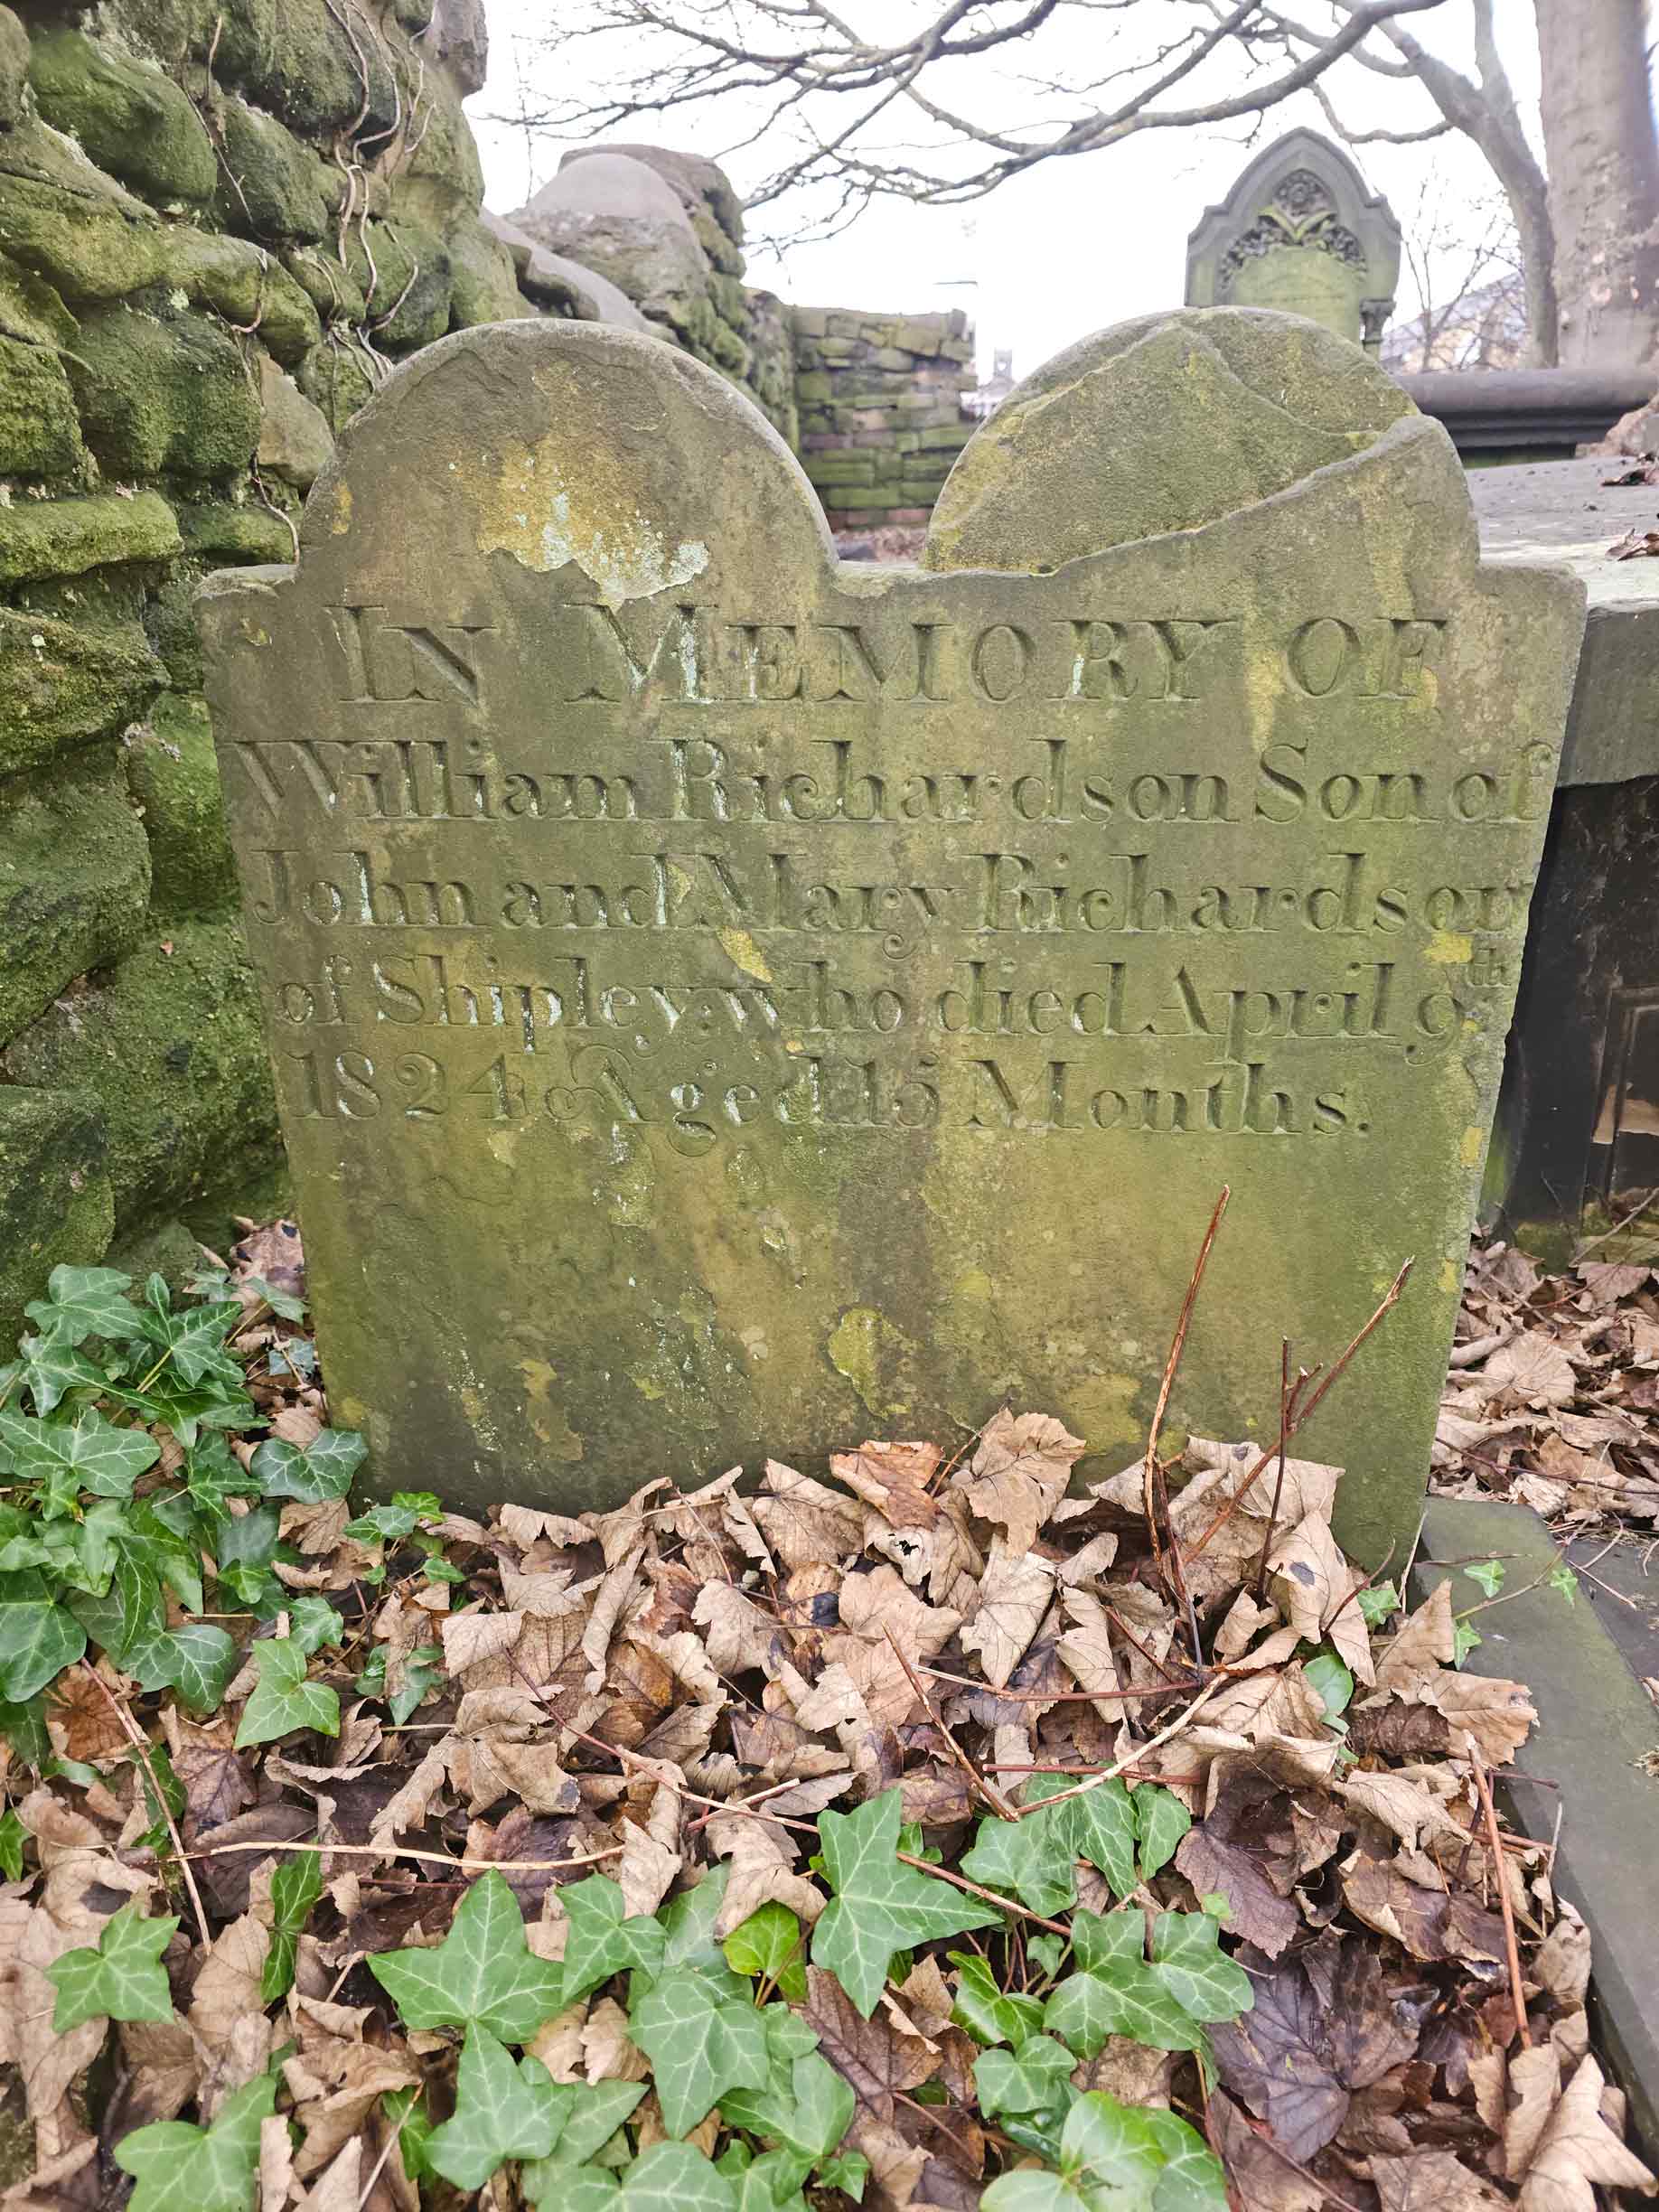 IN MEMORY OF
William Richardson Son of
John and Mary Richardson
of Shipley: who died April 9th
1824 Aged 15 Months.